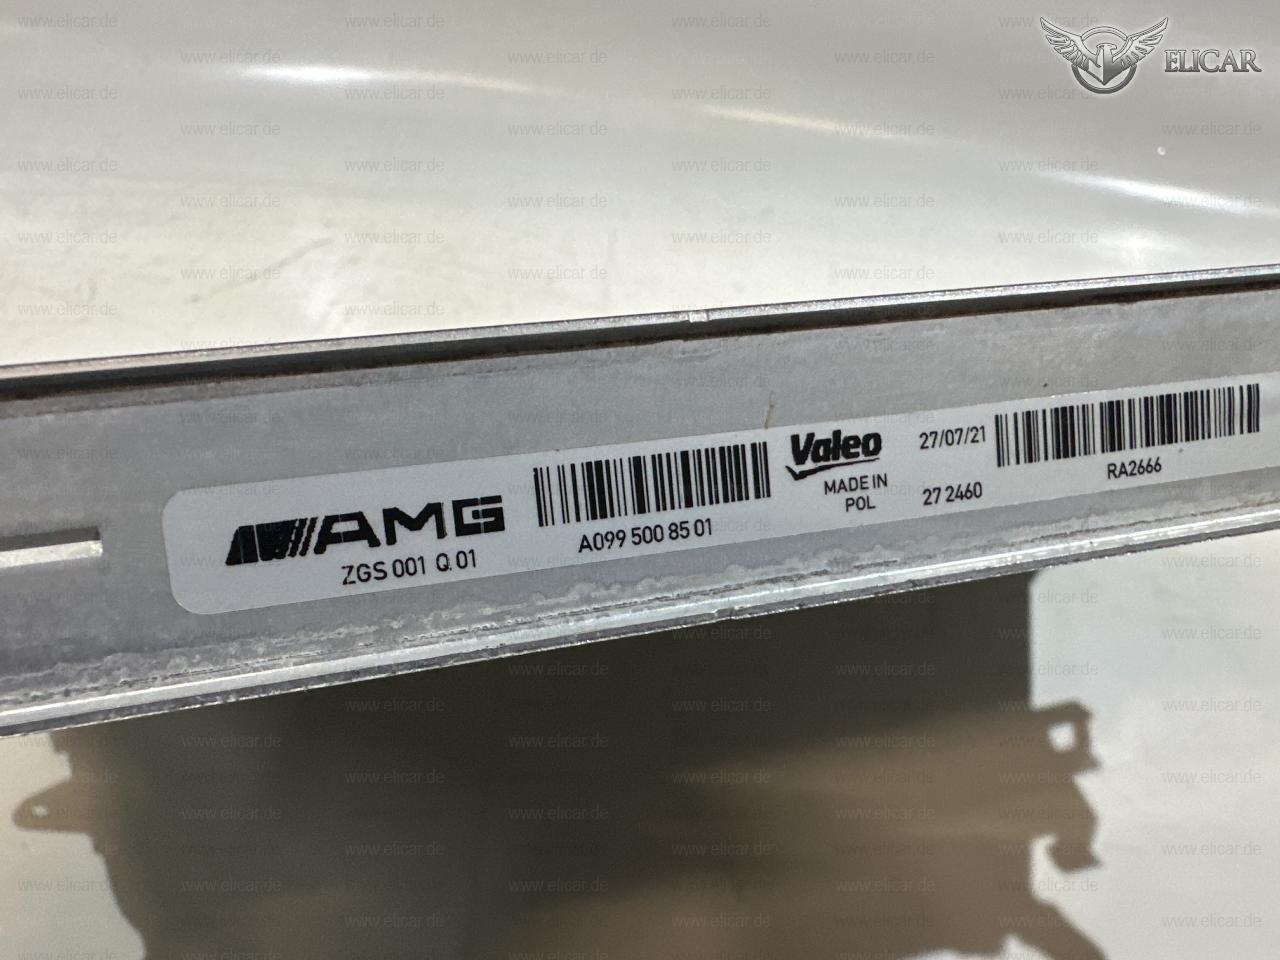 ELICAR
AMG
ZGS 001 Q 01
A099 500 85 01
Valeo
MADE IN
POL
27/07/21
27 2460
RA2666
www.elicar.de